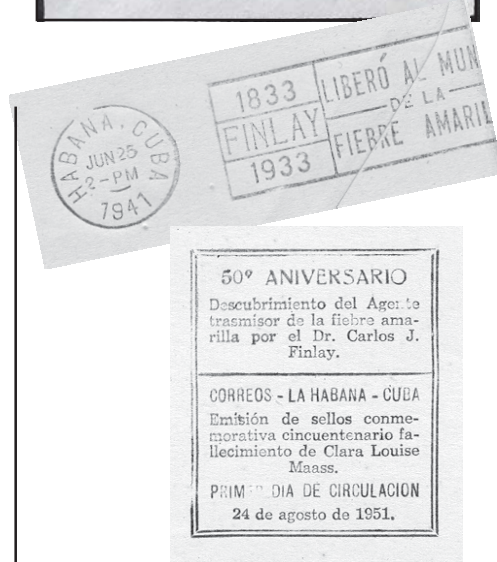 HABANA, CUBA
JUN 25
2-PM
1941
1833
FINLAY
1933
LIBERÓ AL MUN
DE LA
FIEBRE AMARIL
50º ANIVERSARIO
Descubrimiento del Agente
trasmisor de la fiebre ama-
rilla por el Dr. Carlos J.
Finlay.
CORREOS - LA HABANA - CUBA
Emisión de sellos conme-
morativa cincuentenario fa-
llecimiento de Clara Louise
Maass.
PRIMER DIA DE CIRCULACION
24 de agosto de 1951.